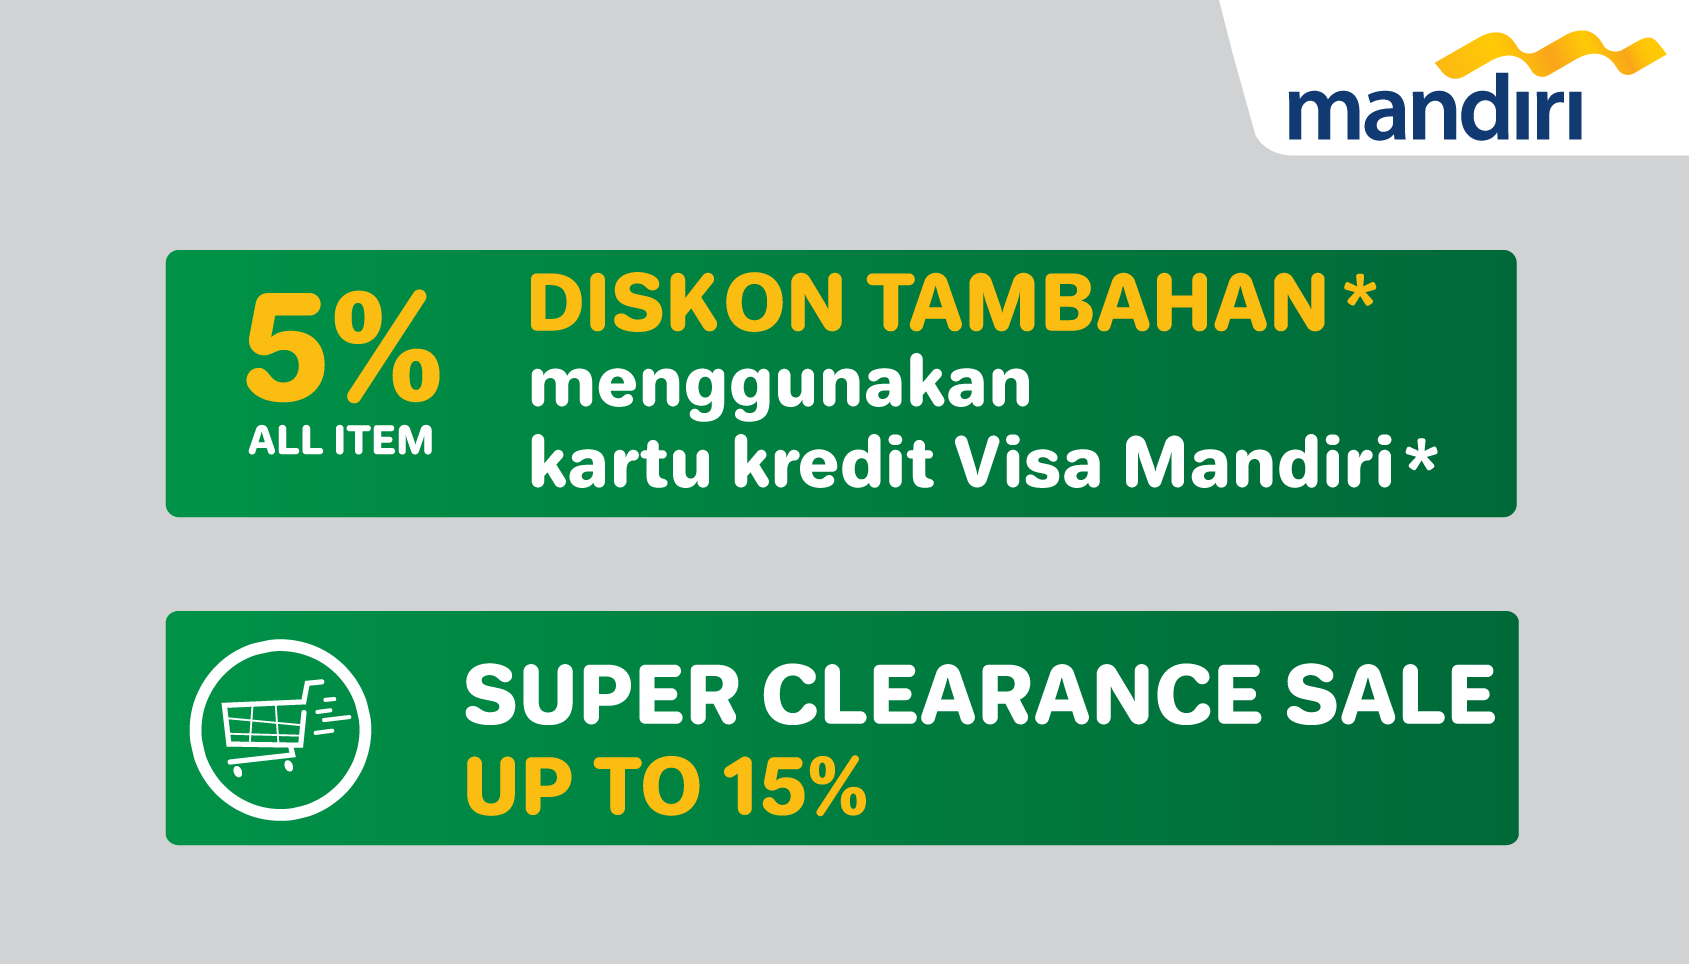 mandiri
5%
ALL ITEM
DISKON TAMBAHAN*
menggunakan
kartu kredit Visa Mandiri*
SUPER CLEARANCE SALE
UP TO 15%